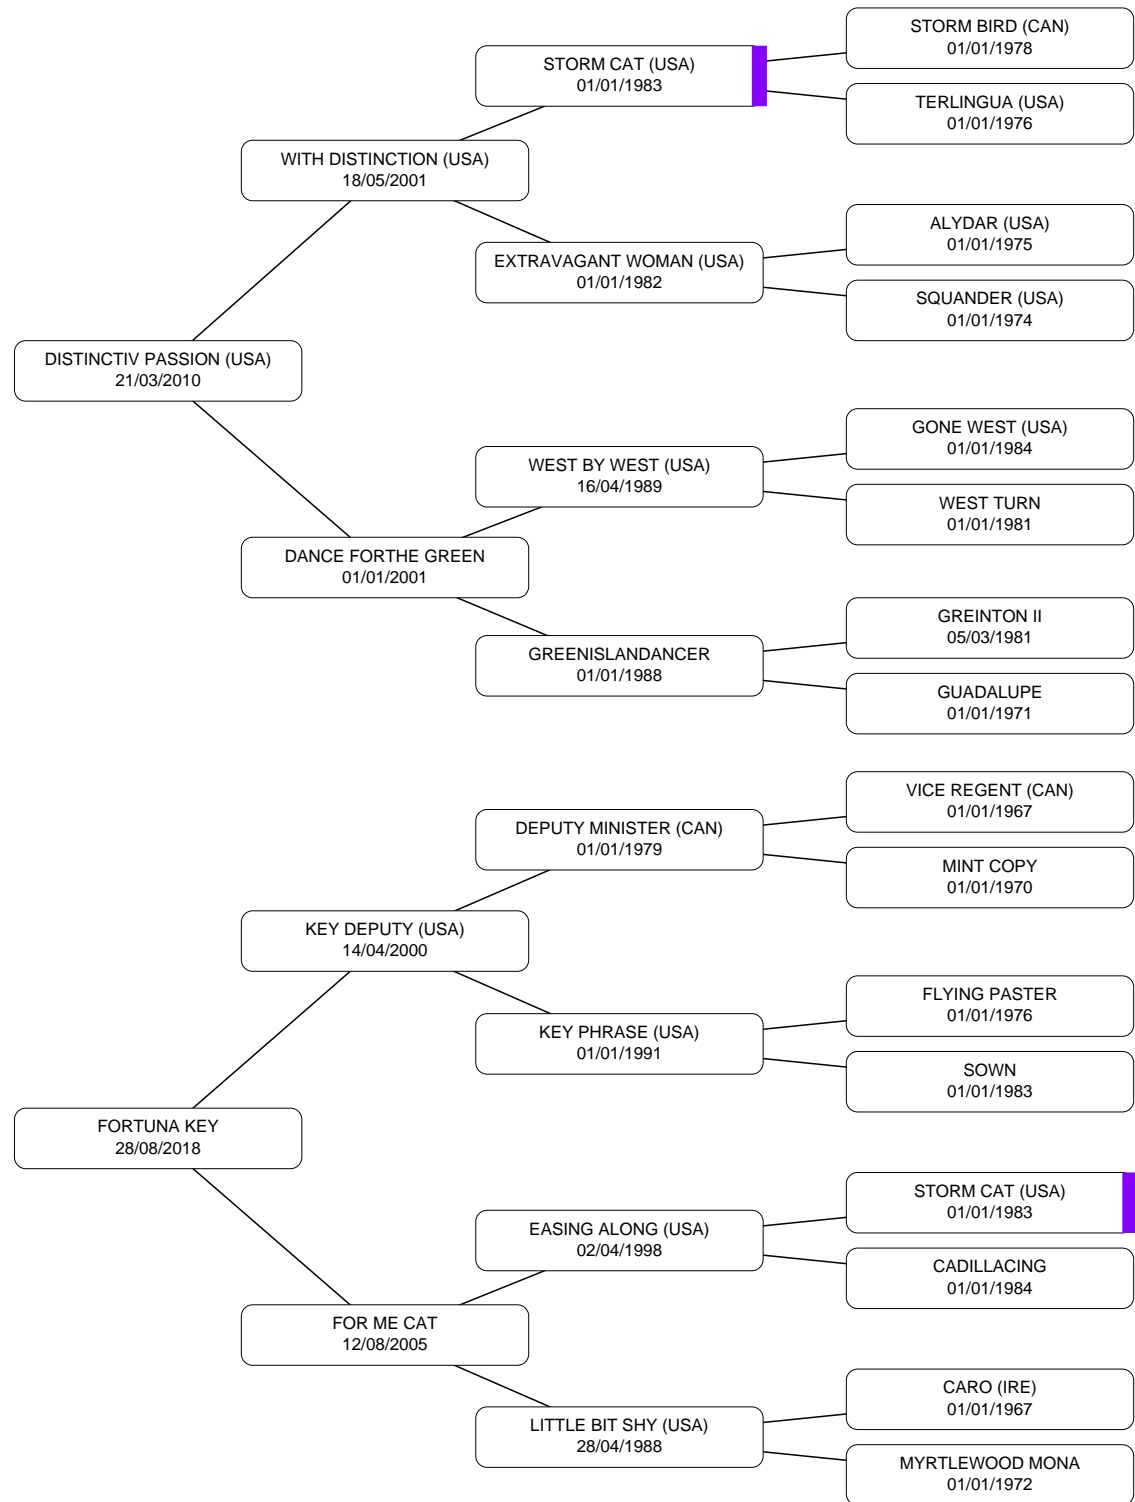 STORM BIRD (CAN)
01/01/1978
STORM CAT (USA)
01/01/1983
TERLINGUA (USA)
01/01/1976
WITH DISTINCTION (USA)
18/05/2001
ALYDAR (USA)
01/01/1975
EXTRAVAGANT WOMAN (USA)
01/01/1982
SQUANDER (USA)
01/01/1974
DISTINCTIV PASSION (USA)
21/03/2010
GONE WEST (USA)
01/01/1984
WEST BY WEST (USA)
16/04/1989
WEST TURN
01/01/1981
DANCE FORTHE GREEN
01/01/2001
GREINTON II
05/03/1981
GREENISLANDANCER
01/01/1988
GUADALUPE
01/01/1971
VICE REGENT (CAN)
01/01/1967
DEPUTY MINISTER (CAN)
01/01/1979
MINT COPY
01/01/1970
KEY DEPUTY (USA)
14/04/2000
FLYING PASTER
01/01/1976
KEY PHRASE (USA)
01/01/1991
SOWN
01/01/1983
FORTUNA KEY
28/08/2018
STORM CAT (USA)
01/01/1983
EASING ALONG (USA)
02/04/1998
CADILLACING
01/01/1984
FOR ME CAT
12/08/2005
CARO (IRE)
01/01/1967
LITTLE BIT SHY (USA)
28/04/1988
MYRTLEWOOD MONA
01/01/1972